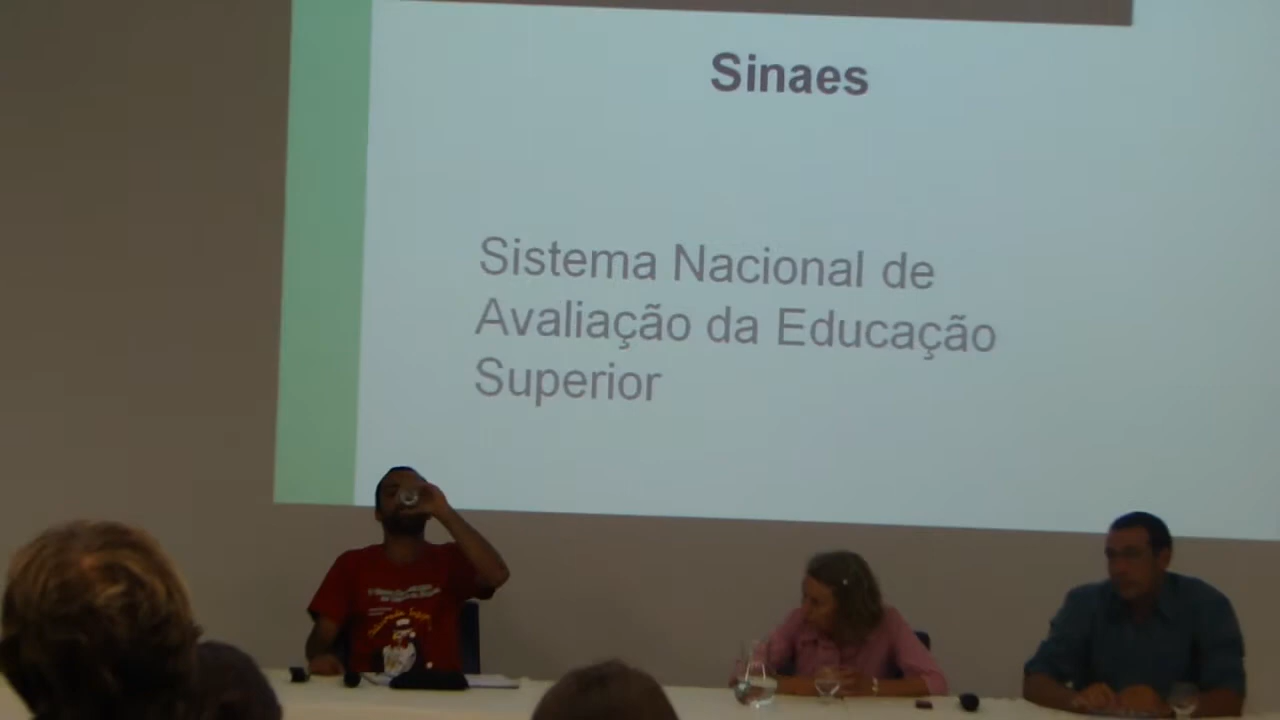 Sinaes
Sistema Nacional de
Avaliação da Educação
Superior